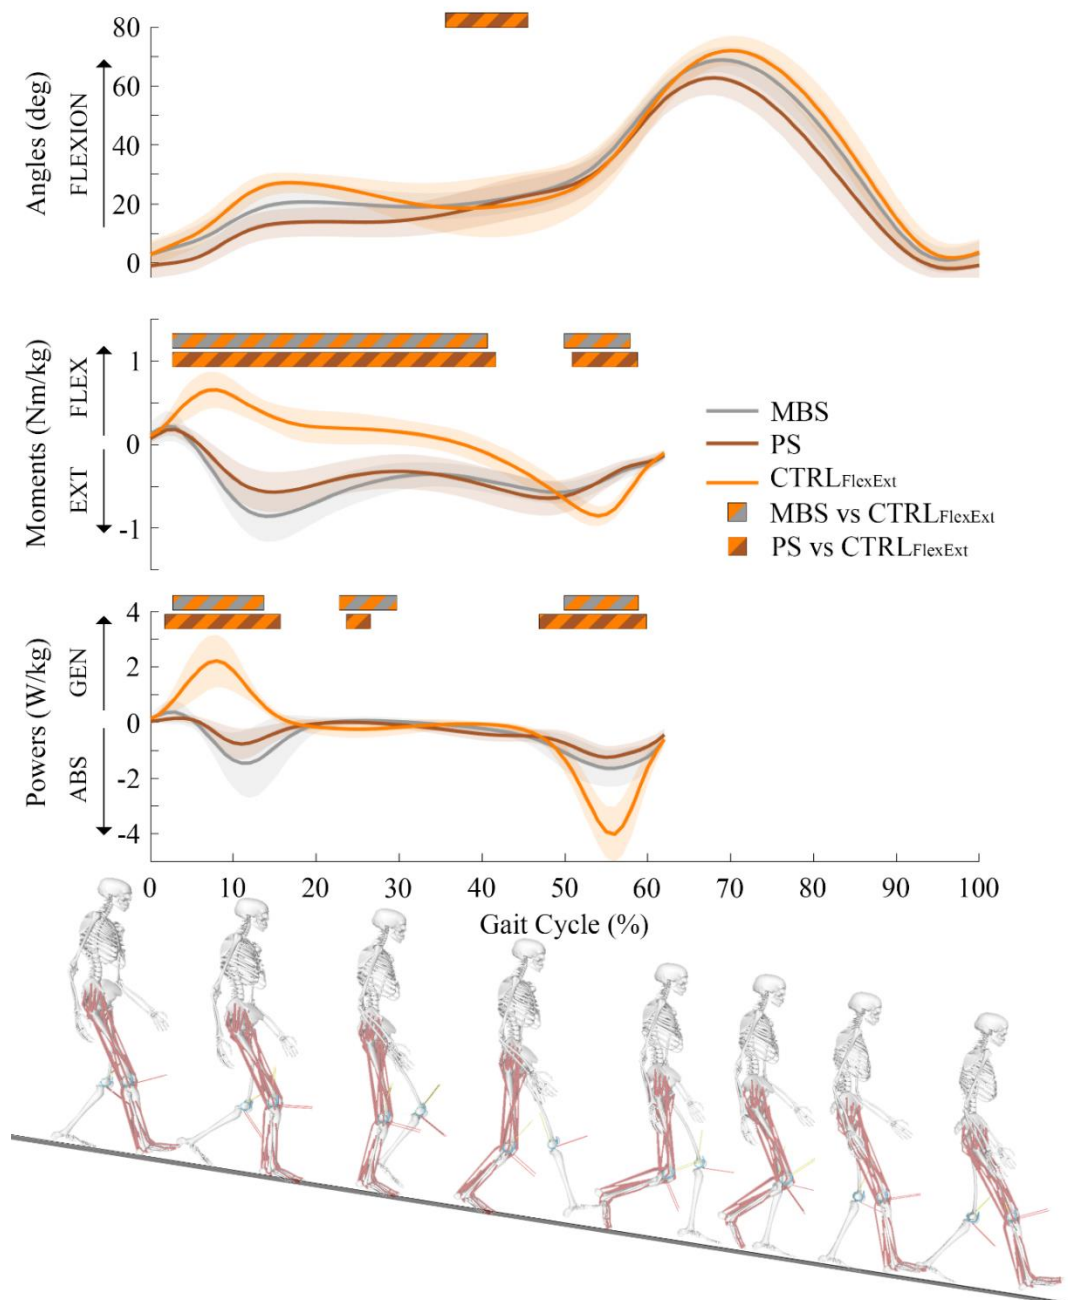 80
60
40
20
0
Angles (deg)
FLEXION
1
0
-1
Moments (Nm/kg)
FLEX
EXT
MBS
PS
CTRLFlexExt
MBS vs CTRLFlexExt
PS vs CTRLFlexExt
4
2
0
-2
-4
Powers (W/kg)
GEN
ABS
0 10 20 30 40 50 60 70 80 90 100
Gait Cycle (%)